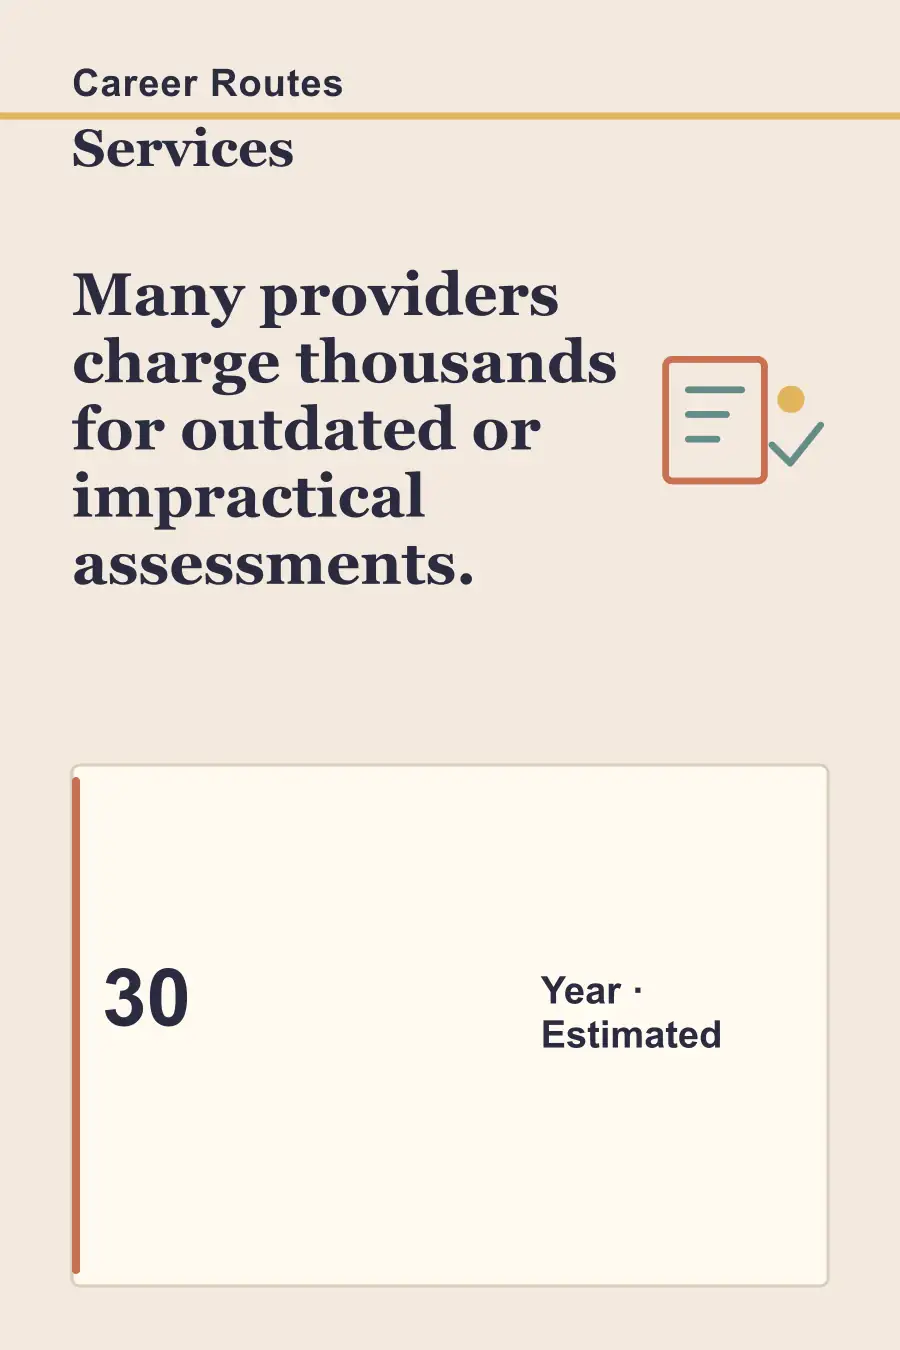 Career Routes
Services
Many providers
charge thousands
for outdated or
impractical
assessments.
30
Year ·
Estimated